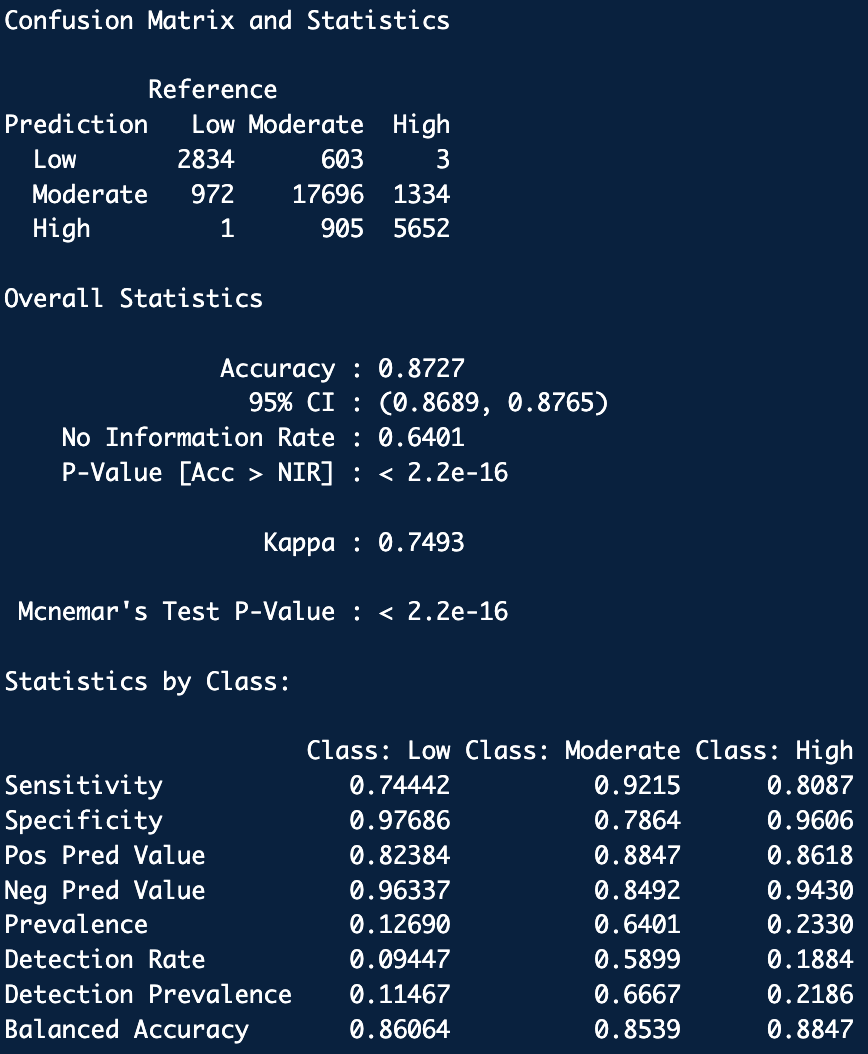 Confusion Matrix and Statistics
Reference
Prediction Low Moderate High
Low 2834 603 3
Moderate 972 17696 1334
High 1 905 5652
Overall Statistics
Accuracy : 0.8727
95% CI : (0.8689, 0.8765)
No Information Rate : 0.6401
P-Value [Acc > NIR] : < 2.2e-16
Kappa : 0.7493
Mcnemar's Test P-Value : < 2.2e-16
Statistics by Class:
Class: Low Class: Moderate Class: High
Sensitivity 0.74442 0.9215 0.8087
Specificity 0.97686 0.7864 0.9606
Pos Pred Value 0.82384 0.8847 0.8618
Neg Pred Value 0.96337 0.8492 0.9430
Prevalence 0.12690 0.6401 0.2330
Detection Rate 0.09447 0.5899 0.1884
Detection Prevalence 0.11467 0.6667 0.2186
Balanced Accuracy 0.86064 0.8539 0.8847